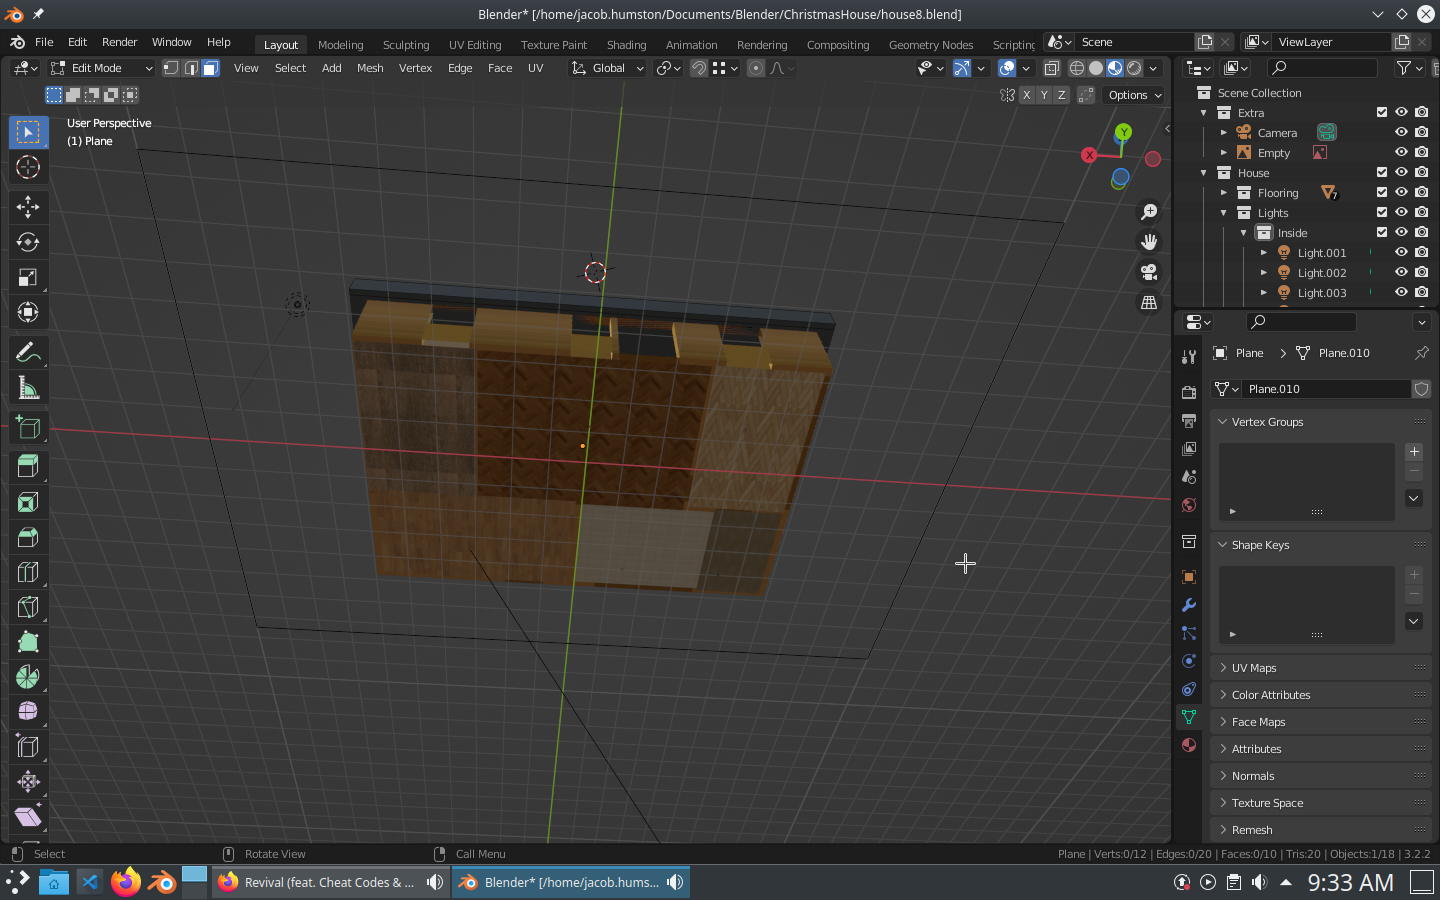 Blender* [/home/jacob.humston/Documents/Blender/ChristmasHouse/house8.blend]
File Edit Render Window Help
Layout Modeling Sculpting UV Editing Texture Paint Shading Animation Rendering Compositing Geometry Nodes Scripting
Scene
ViewLayer
Edit Mode
View Select Add Mesh Vertex Edge Face UV
Global
X Y Z
Options
User Perspective
(1) Plane
Y
X
Scene Collection
Extra
Camera
Empty
House
Flooring
7
Lights
Inside
Light.001
Light.002
Light.003
Plane
Plane.010
Plane.010
Vertex Groups
Shape Keys
UV Maps
Color Attributes
Face Maps
Attributes
Normals
Texture Space
Remesh
Select
Rotate View
Call Menu
Plane | Verts:0/12 | Edges:0/20 | Faces:0/10 | Tris:20 | Objects:1/18 | 3.2.2
Revival (feat. Cheat Codes & ...
Blender* [/home/jacob.hums...
9:33 AM